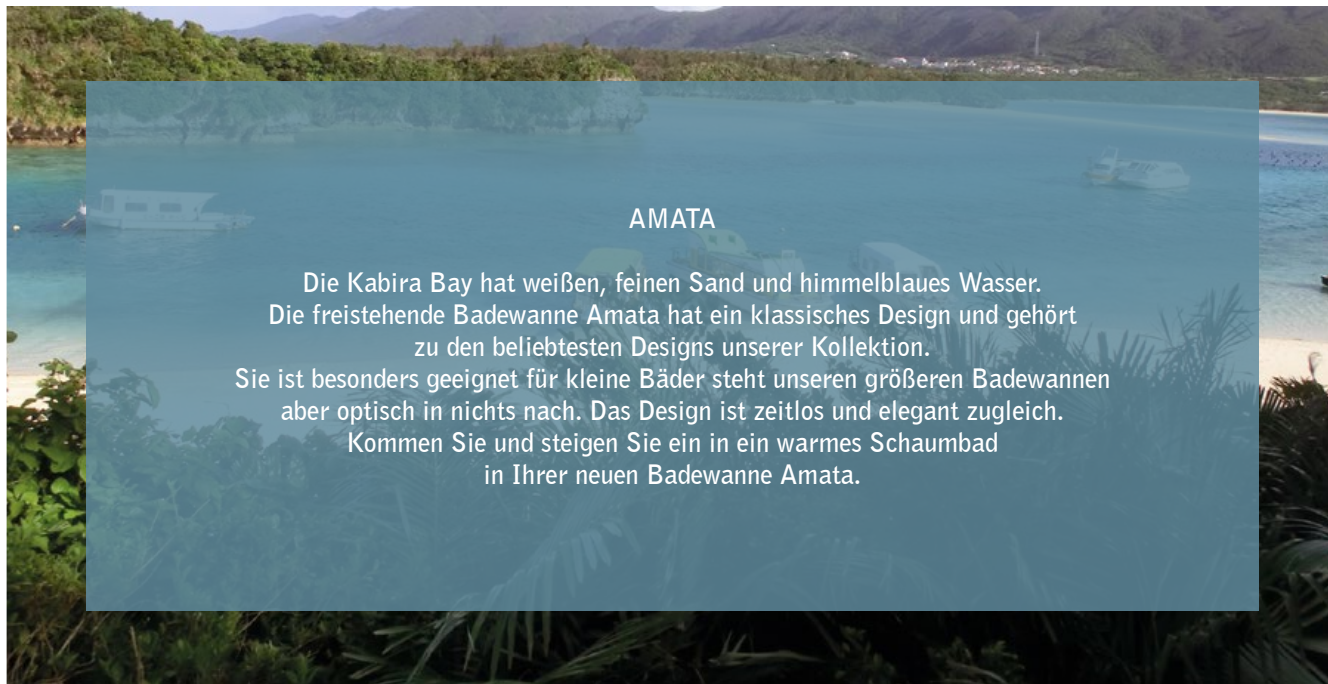 AMATA
Die Kabira Bay hat weißen, feinen Sand und himmelblaues Wasser.
Die freistehende Badewanne Amata hat ein klassisches Design und gehört
zu den beliebtesten Designs unserer Kollektion.
Sie ist besonders geeignet für kleine Bäder steht unseren größeren Badewannen
aber optisch in nichts nach. Das Design ist zeitlos und elegant zugleich.
Kommen Sie und steigen Sie ein in ein warmes Schaumbad
in Ihrer neuen Badewanne Amata.